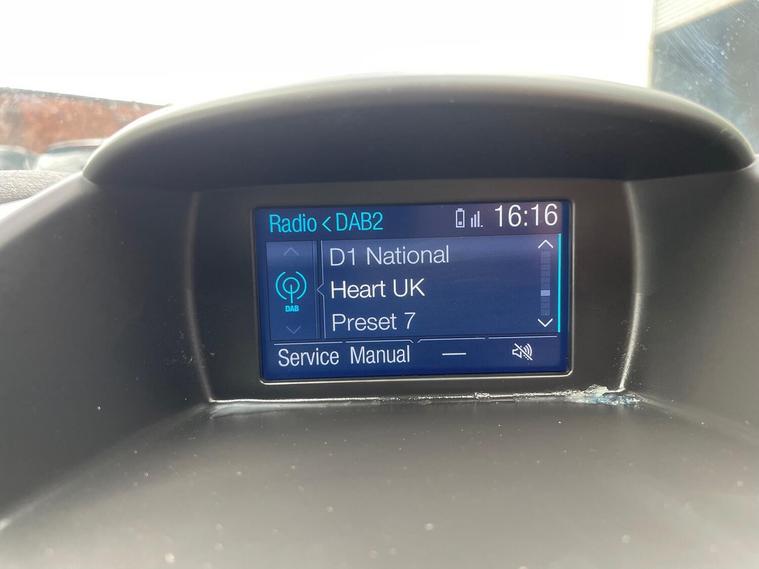 Radio < DAB2 16:16
D1 National
DAB
Heart UK
Preset 7
Service Manual —